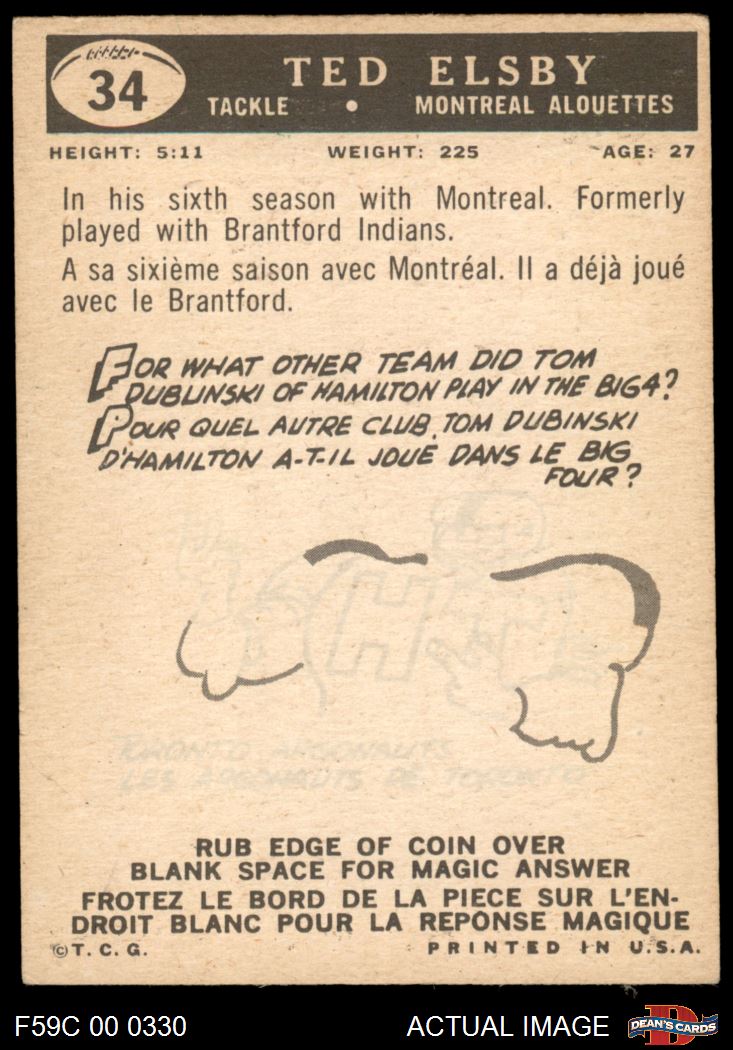 34
TED ELSBY
TACKLE • MONTREAL ALOUETTES
HEIGHT: 5:11 WEIGHT: 225 AGE: 27
In his sixth season with Montreal. Formerly
played with Brantford Indians.
A sa sixième saison avec Montréal. Il a déjà joué
avec le Brantford.
FOR WHAT OTHER TEAM DID TOM
DUBLINSKI OF HAMILTON PLAY IN THE BIG 4?
POUR QUEL AUTRE CLUB, TOM DUBINSKI
D'HAMILTON A-T-IL JOUÉ DANS LE BIG
FOUR?
TORONTO ARGONAUTS
LES ARGONAUTS DE TORONTO
RUB EDGE OF COIN OVER
BLANK SPACE FOR MAGIC ANSWER
FROTEZ LE BORD DE LA PIECE SUR L'EN-
DROIT BLANC POUR LA REPONSE MAGIQUE
© T. C. G. PRINTED IN U.S.A.
F59C 00 0330 ACTUAL IMAGE DEAN'S CARDS